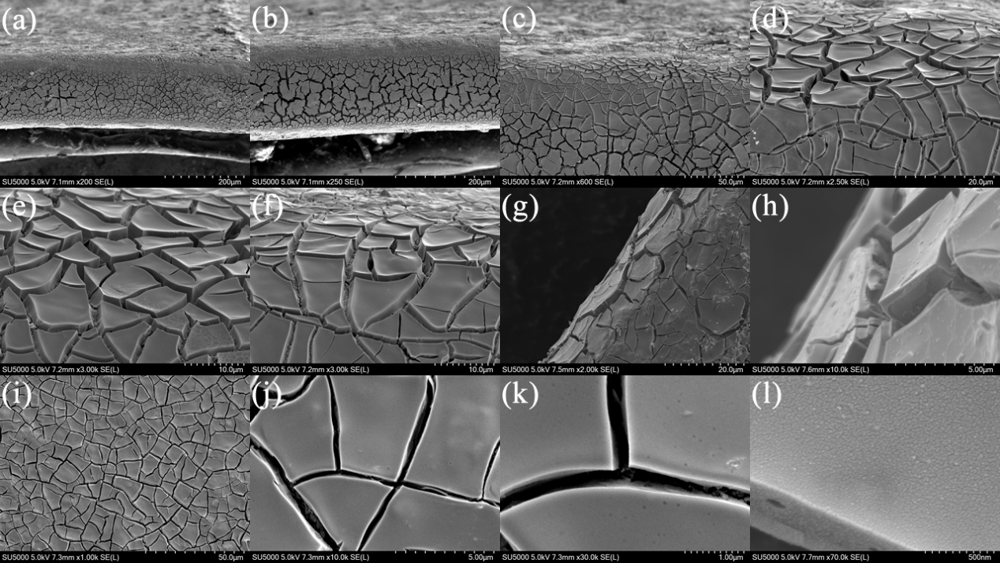 (a)
(b)
(c)
(d)
SU5000 5.0kV 7.1mm x200 SE(L) 200μm
SU5000 5.0kV 7.1mm x250 SE(L) 200μm
SU5000 5.0kV 7.2mm x600 SE(L) 50.0μm
SU5000 5.0kV 7.2mm x2.50k SE(L) 20.0μm
(e)
(f)
(g)
(h)
SU5000 5.0kV 7.2mm x3.00k SE(L) 10.0μm
SU5000 5.0kV 7.2mm x3.00k SE(L) 10.0μm
SU5000 5.0kV 7.5mm x2.00k SE(L) 20.0μm
SU5000 5.0kV 7.6mm x10.0k SE(L) 5.00μm
(i)
(j)
(k)
(l)
SU5000 5.0kV 7.3mm x1.00k SE(L) 50.0μm
SU5000 5.0kV 7.3mm x10.0k SE(L) 5.00μm
SU5000 5.0kV 7.3mm x30.0k SE(L) 1.00μm
SU5000 5.0kV 7.7mm x70.0k SE(L) 500nm